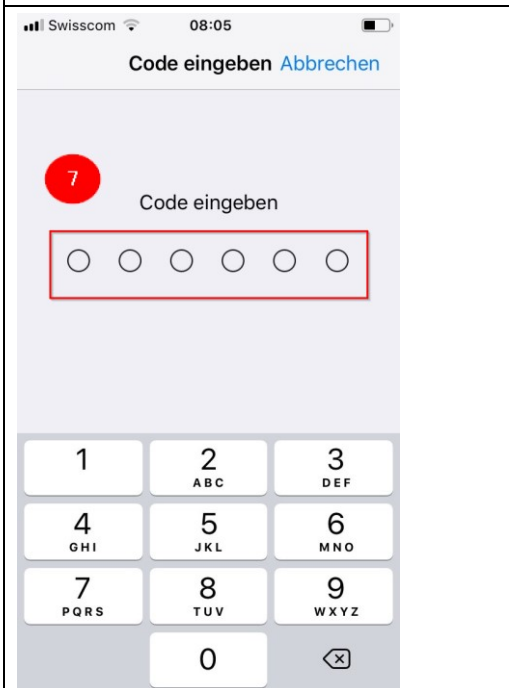 Swisscom 08:05
Code eingeben Abbrechen
7
Code eingeben
1 2 3
ABC DEF
4 5 6
GHI JKL MNO
7 8 9
PQRS TUV WXYZ
0